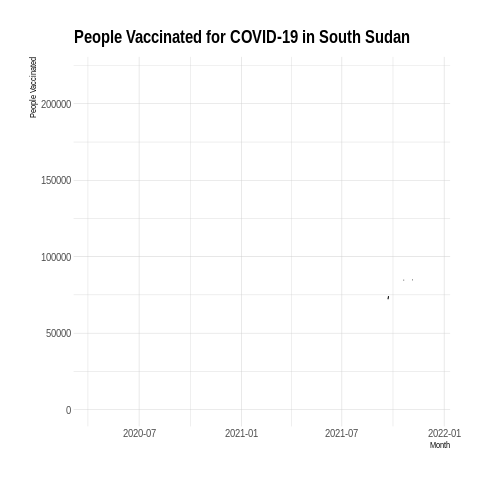 People Vaccinated for COVID-19 in South Sudan
People Vaccinated
200000
150000
100000
50000
0
2020-07 2021-01 2021-07 2022-01
Month